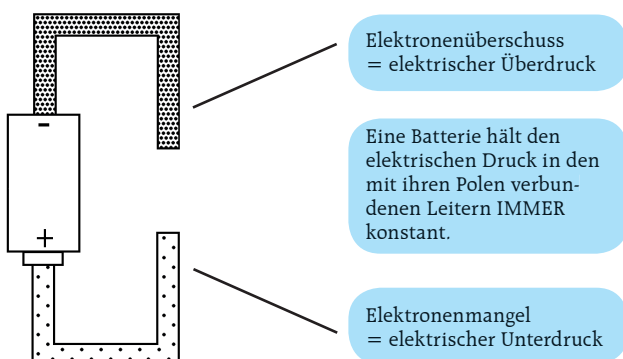 Elektronenüberschuss
= elektrischer Überdruck
-
Eine Batterie hält den
elektrischen Druck in den
mit ihren Polen verbun-
denen Leitern IMMER
konstant.
+
Elektronenmangel
= elektrischer Unterdruck